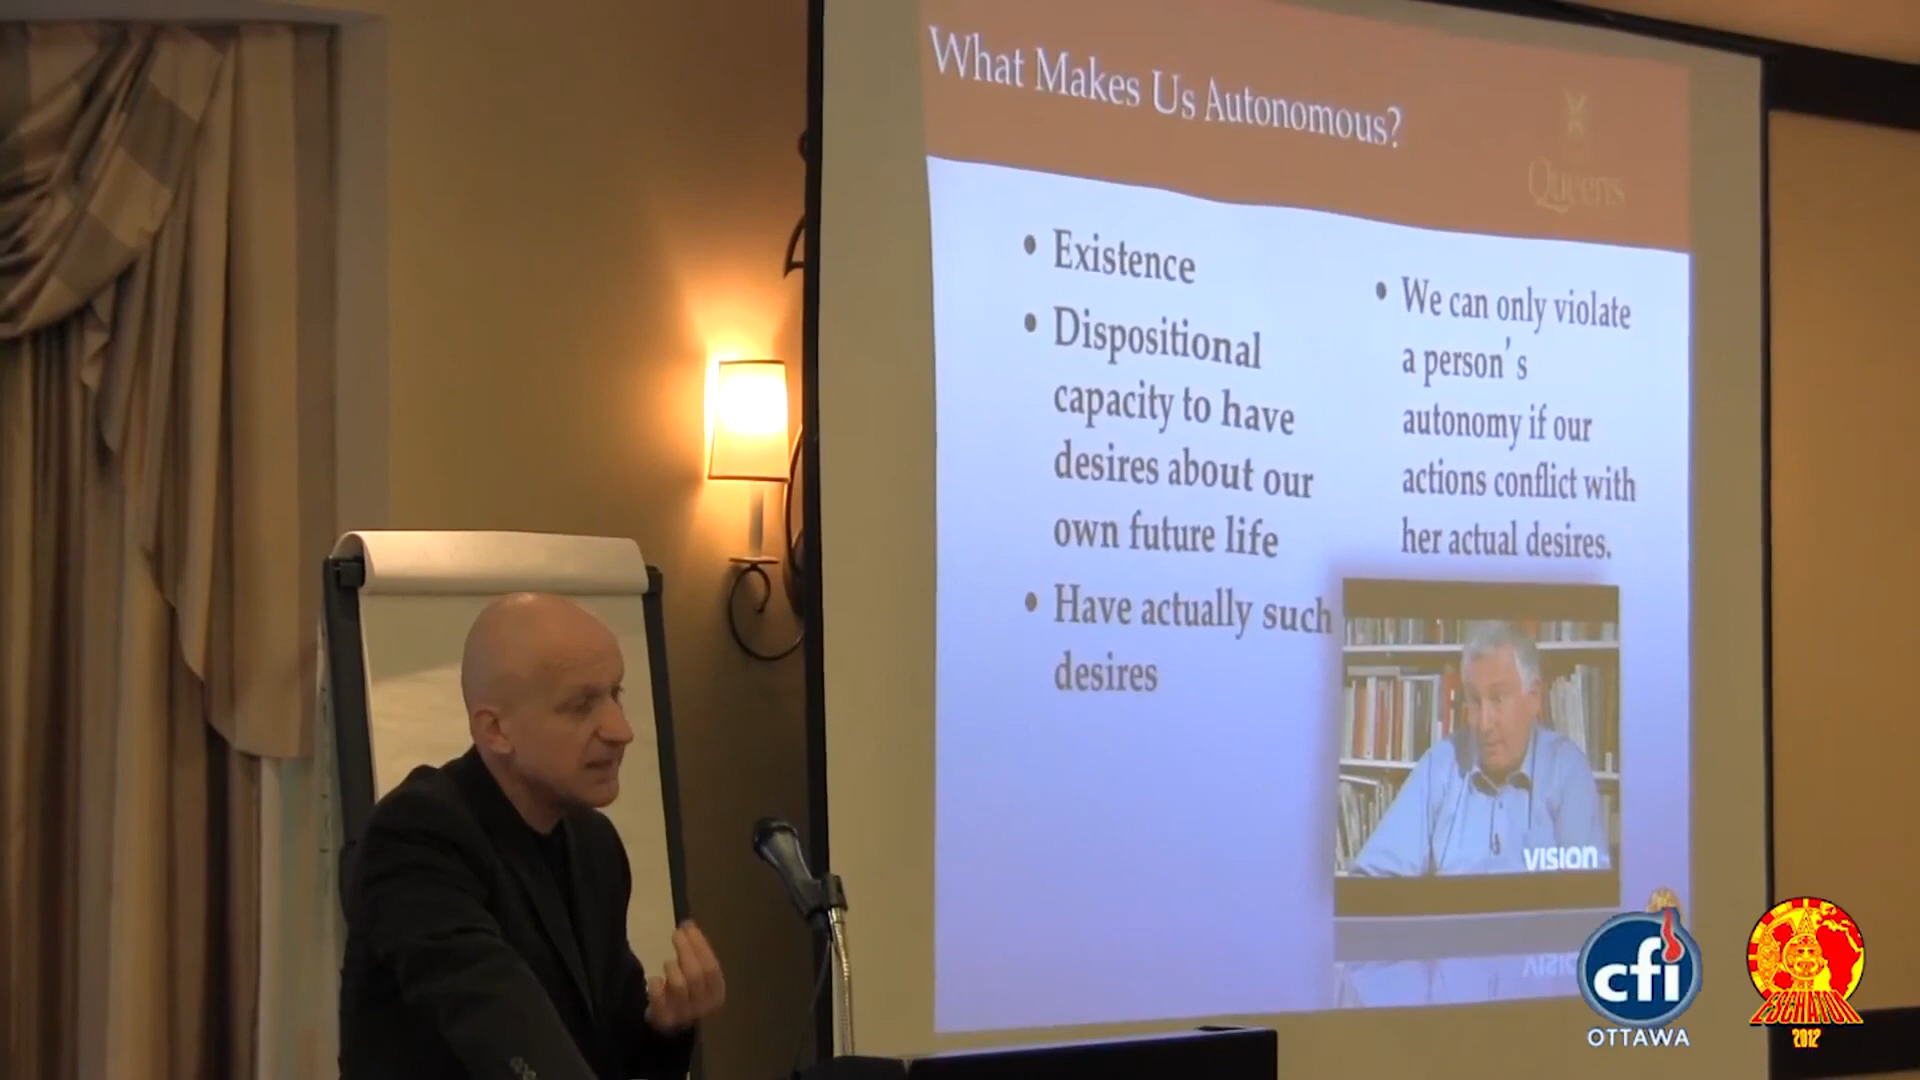 What Makes Us Autonomous?
Queens
• Existence
• Dispositional
capacity to have
desires about our
own future life
• Have actually such
desires
• We can only violate
a person's
autonomy if our
actions conflict with
her actual desires.
VISION
cfi
OTTAWA
ESCHATON
2012